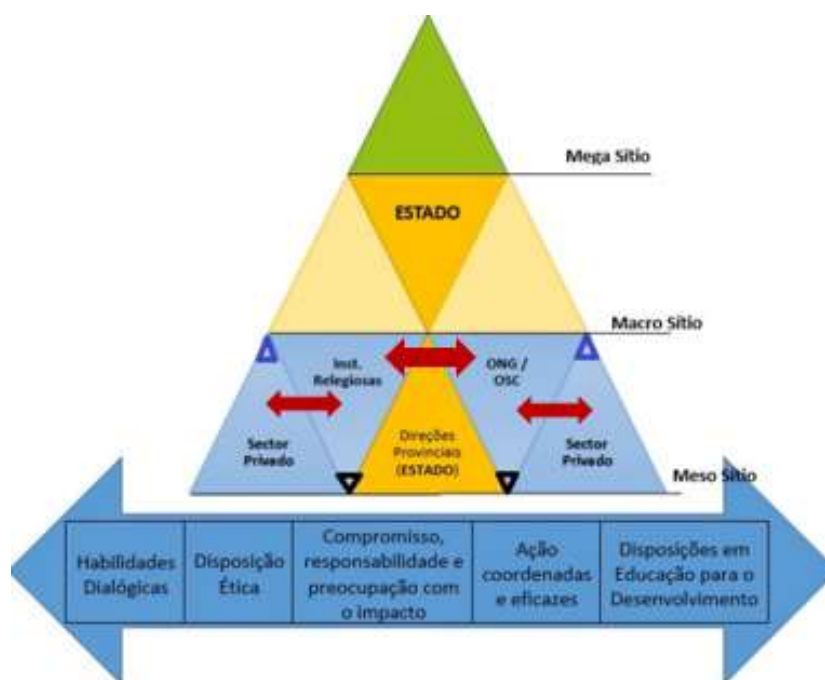 Mega Sítio
ESTADO
Macro Sítio
Inst.
Relegiosas
ONG /
OSC
Sector
Privado
Direções
Provinciais
(ESTADO)
Sector
Privado
Meso Sítio
Habilidades
Dialógicas
Disposição
Ética
Compromisso,
responsabilidade e
preocupação com
o impacto
Ação
coordenadas
e eficazes
Disposições em
Educação para o
Desenvolvimento